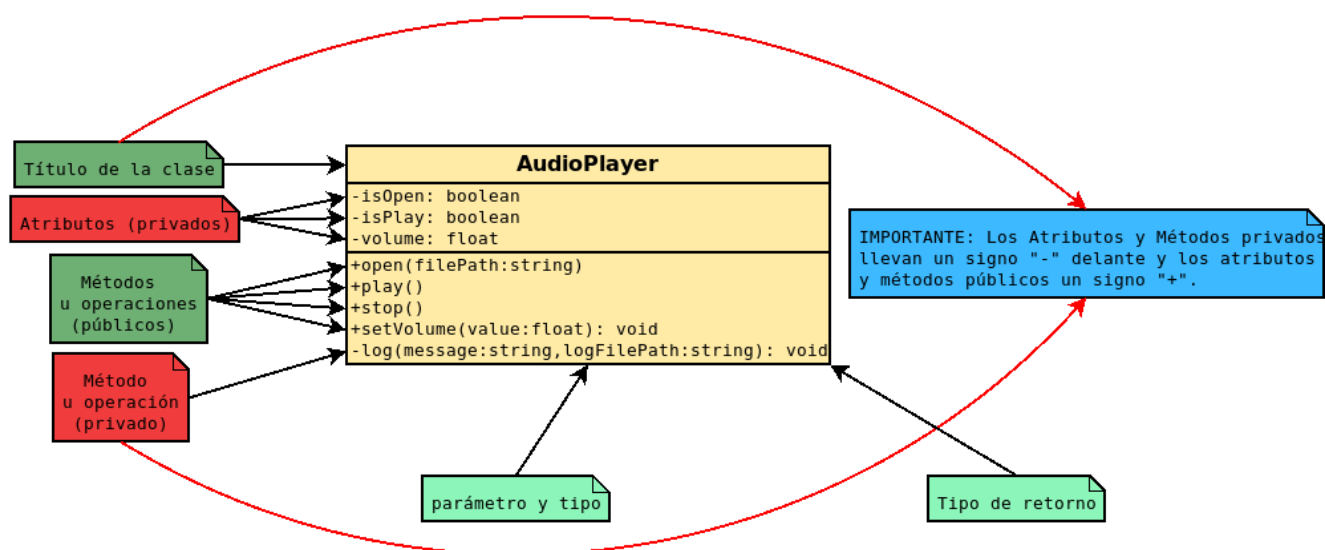 Título de la clase
Atributos (privados)
Métodos
u operaciones
(públicos)
Método
u operación
(privado)
AudioPlayer
-isOpen: boolean
-isPlay: boolean
-volume: float
+open(filePath:string)
+play()
+stop()
+setVolume(value:float): void
-log(message:string,logFilePath:string): void
IMPORTANTE: Los Atributos y Métodos privados
llevan un signo "-" delante y los atributos
y métodos públicos un signo "+".
parámetro y tipo
Tipo de retorno